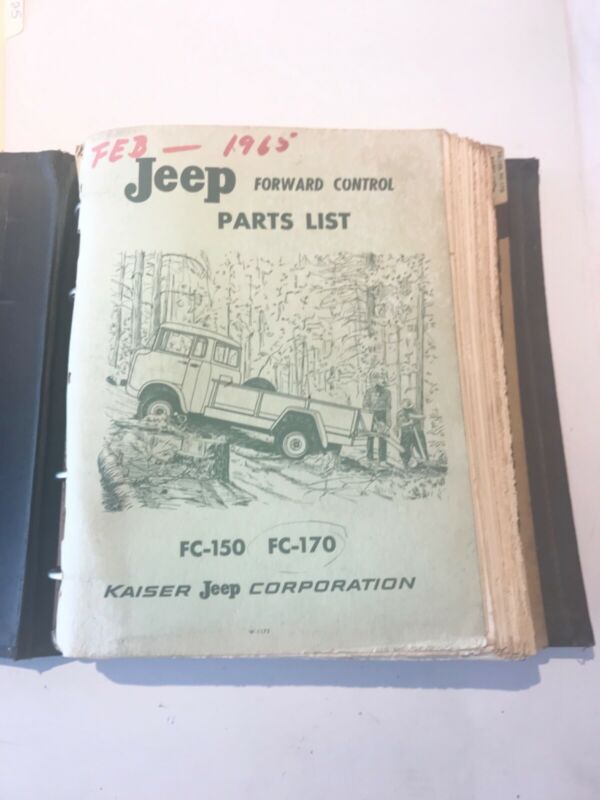 FEB — 1965
Jeep FORWARD CONTROL
PARTS LIST
FC-150 FC-170
KAISER Jeep CORPORATION